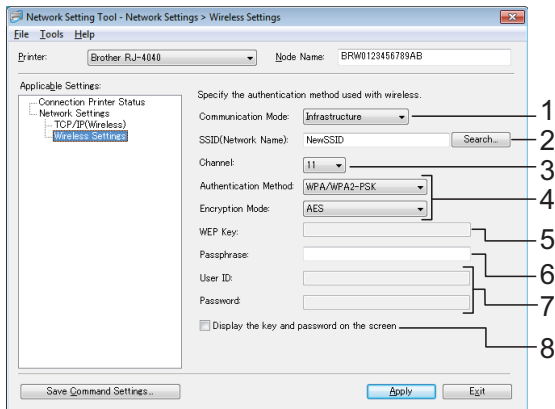 Network Setting Tool - Network Settings > Wireless Settings
File Tools Help
Printer: Brother RJ-4040 Node Name: BRW0123456789AB
Applicable Settings:
Connection Printer Status
Network Settings
TCP/IP(Wireless)
Wireless Settings
Specify the authentication method used with wireless.
Communication Mode: Infrastructure 1
SSID(Network Name): NewSSID Search... 2
Channel: 11 3
Authentication Method: WPA/WPA2-PSK
4
Encryption Mode: AES
WEP Key: 5
Passphrase: 6
User ID:
7
Password:
Display the key and password on the screen 8
Save Command Settings... Apply Exit